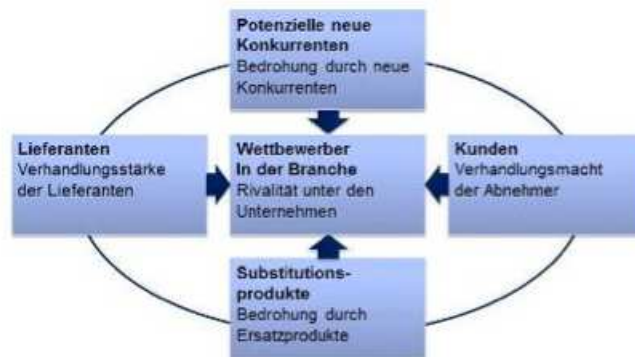 Potenzielle neue
Konkurrenten
Bedrohung durch neue
Konkurrenten
Lieferanten
Verhandlungsstärke
der Lieferanten
Wettbewerber
In der Branche
Rivalität unter den
Unternehmen
Kunden
Verhandlungsmacht
der Abnehmer
Substitutions-
produkte
Bedrohung durch
Ersatzprodukte